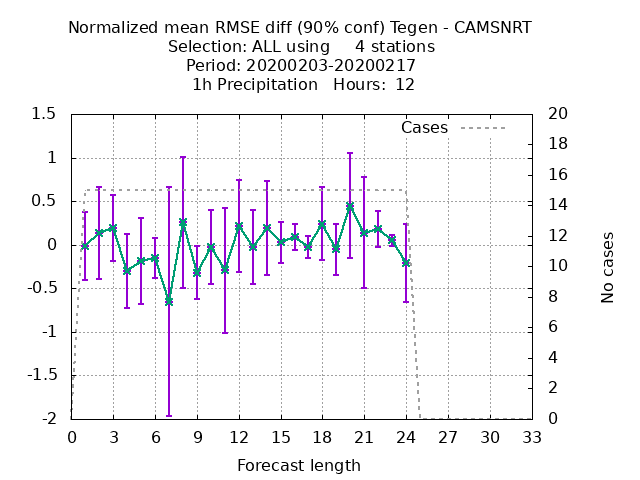 Normalized mean RMSE diff (90% conf) Tegen - CAMSNRT
Selection: ALL using 4 stations
Period: 20200203-20200217
1h Precipitation Hours: 12
Cases
1.5
1
0.5
0
-0.5
-1
-1.5
-2
20
18
16
14
12
10
8
6
4
2
0
No cases
0 3 6 9 12 15 18 21 24 27 30 33
Forecast length